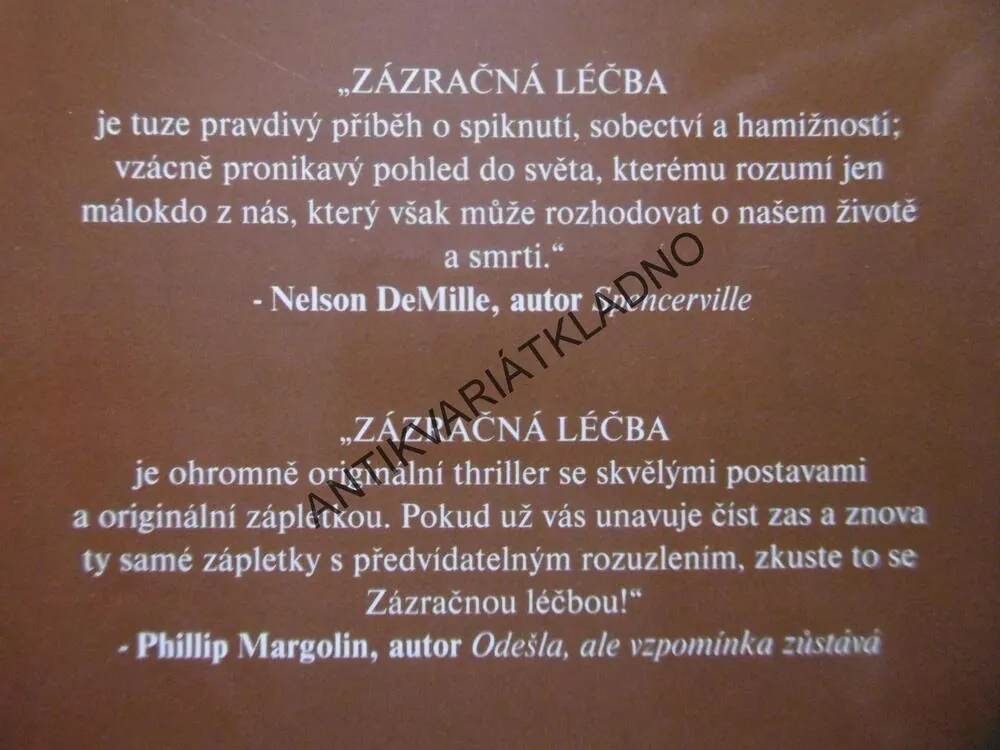 „ZÁZRAČNÁ LÉČBA
je tuze pravdivý příběh o spiknutí, sobectví a hamižností;
vzácně pronikavý pohled do světa, kterému rozumí jen
málokdo z nás, který však může rozhodovat o našem životě
a smrti.“
- Nelson DeMille, autor Spencerville
„ZÁZRAČNÁ LÉČBA
je ohromně originální thriller se skvělými postavami
a originální zápletkou. Pokud už vás unavuje číst zas a znova
ty samé zápletky s předvídatelným rozuzlením, zkuste to se
Zázračnou léčbou!“
- Phillip Margolin, autor Odešla, ale vzpomínka zůstává
ANTIKVARIÁTKLADNO